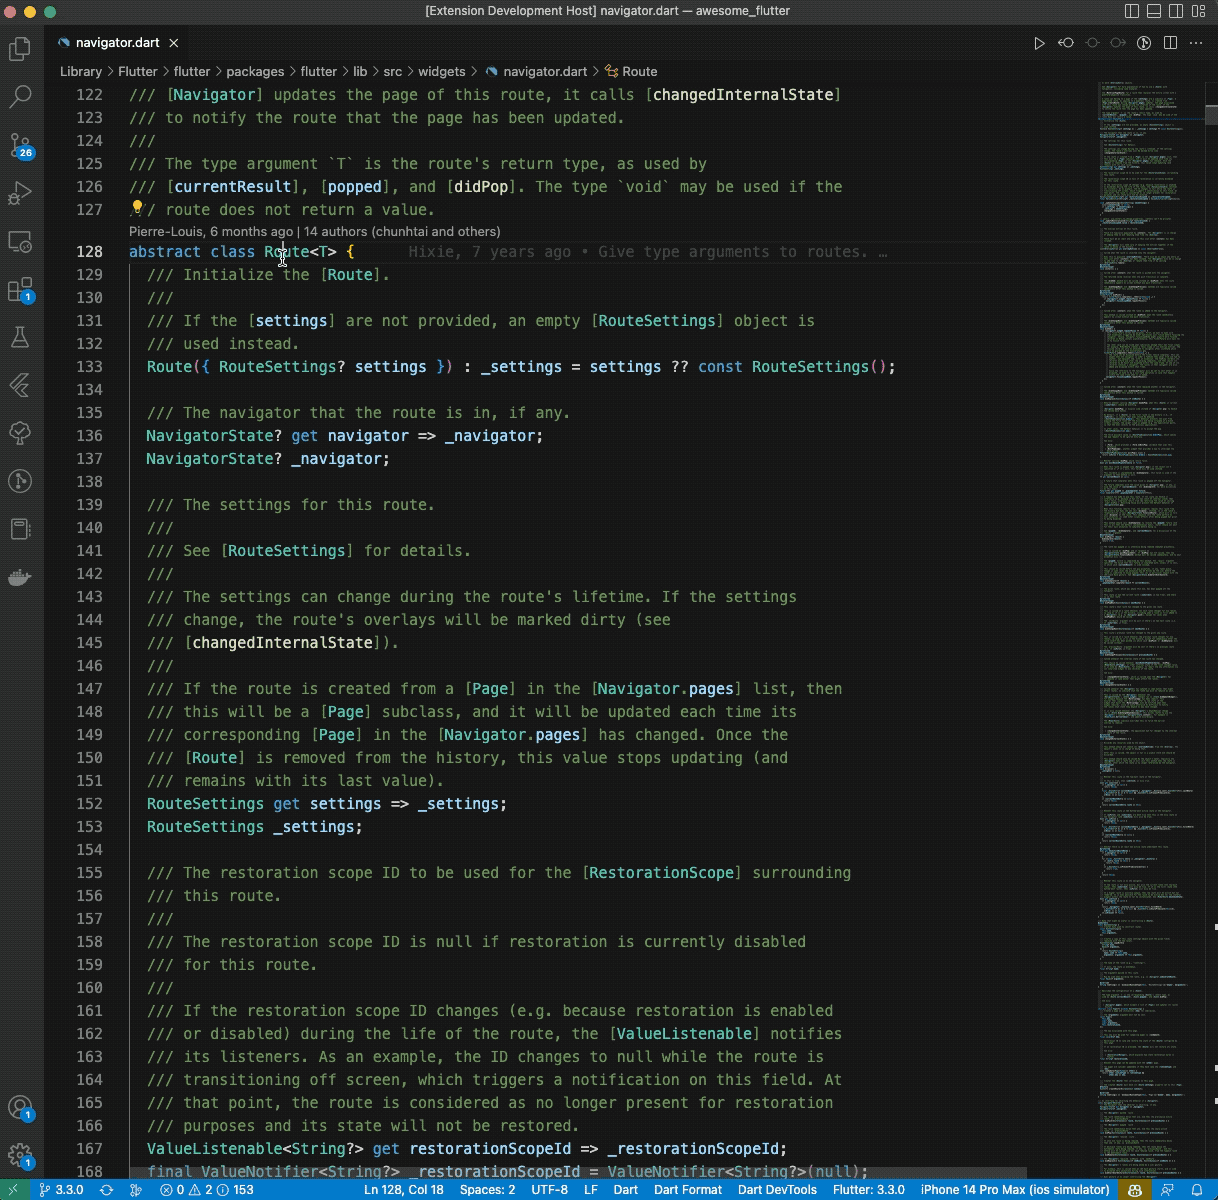 [Extension Development Host] navigator.dart — awesome_flutter
navigator.dart
Library > Flutter > flutter > packages > flutter > lib > src > widgets > navigator.dart > Route
122 /// [Navigator] updates the page of this route, it calls [changedInternalState]
123 /// to notify the route that the page has been updated.
124 ///
125 /// The type argument `T` is the route's return type, as used by
126 /// [currentResult], [popped], and [didPop]. The type `void` may be used if the
127 /// route does not return a value.
Pierre-Louis, 6 months ago | 14 authors (chunhtai and others)
128 abstract class Route<T> { Hixie, 7 years ago • Give type arguments to routes. …
129 /// Initialize the [Route].
130 ///
131 /// If the [settings] are not provided, an empty [RouteSettings] object is
132 /// used instead.
133 Route({ RouteSettings? settings }) : _settings = settings ?? const RouteSettings();
134
135 /// The navigator that the route is in, if any.
136 NavigatorState? get navigator => _navigator;
137 NavigatorState? _navigator;
138
139 /// The settings for this route.
140 ///
141 /// See [RouteSettings] for details.
142 ///
143 /// The settings can change during the route's lifetime. If the settings
144 /// change, the route's overlays will be marked dirty (see
145 /// [changedInternalState]).
146 ///
147 /// If the route is created from a [Page] in the [Navigator.pages] list, then
148 /// this will be a [Page] subclass, and it will be updated each time its
149 /// corresponding [Page] in the [Navigator.pages] has changed. Once the
150 /// [Route] is removed from the history, this value stops updating (and
151 /// remains with its last value).
152 RouteSettings get settings => _settings;
153 RouteSettings _settings;
154
155 /// The restoration scope ID to be used for the [RestorationScope] surrounding
156 /// this route.
157 ///
158 /// The restoration scope ID is null if restoration is currently disabled
159 /// for this route.
160 ///
161 /// If the restoration scope ID changes (e.g. because restoration is enabled
162 /// or disabled) during the life of the route, the [ValueListenable] notifies
163 /// its listeners. As an example, the ID changes to null while the route is
164 /// transitioning off screen, which triggers a notification on this field. At
165 /// that point, the route is considered as no longer present for restoration
166 /// purposes and its state will not be restored.
167 ValueListenable<String?> get restorationScopeId => _restorationScopeId;
168 final ValueNotifier<String?> _restorationScopeId = ValueNotifier<String?>(null);
26
1
1
1
3.3.0 0 2 153 Ln 128, Col 18 Spaces: 2 UTF-8 LF Dart Dart Format Dart DevTools Flutter: 3.3.0 iPhone 14 Pro Max (ios simulator)